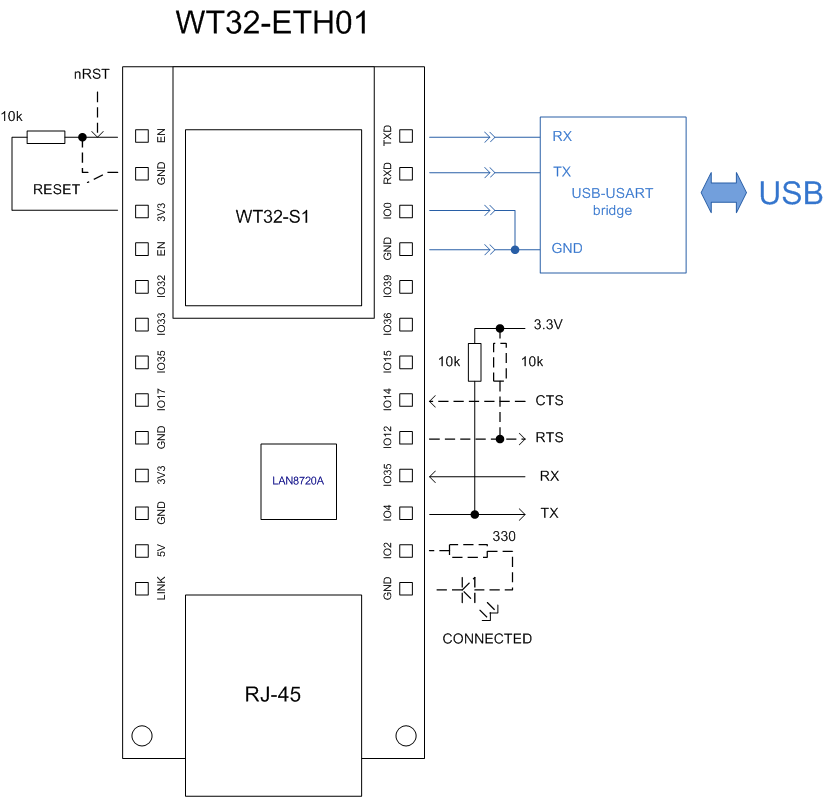 WT32-ETH01
nRST
10k
RESET
EN
GND
3V3
EN
IO32
IO33
IO35
IO17
GND
3V3
GND
5V
LINK
WT32-S1
LAN8720A
RJ-45
TXD
RXD
IO0
GND
IO39
IO36
IO15
IO14
IO12
IO35
IO4
IO2
GND
RX
TX
USB-USART
bridge
GND
USB
3.3V
10k
10k
CTS
RTS
RX
TX
330
CONNECTED